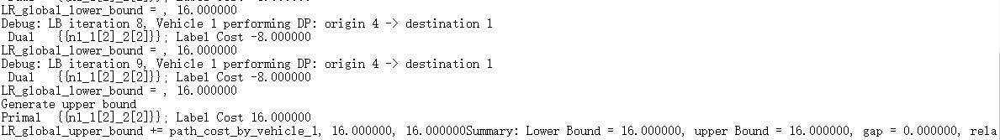 LR_global_lower_bound = , 16.000000
Debug: LB iteration 8, Vehicle 1 performing DP: origin 4 -> destination 1
Dual {{n1_1[2]_2[2]}}; Label Cost -8.000000
LR_global_lower_bound = , 16.000000
Debug: LB iteration 9, Vehicle 1 performing DP: origin 4 -> destination 1
Dual {{n1_1[2]_2[2]}}; Label Cost -8.000000
LR_global_lower_bound = , 16.000000
Generate upper bound
Primal {{n1_1[2]_2[2]}}; Label Cost 16.000000
LR_global_upper_bound += path_cost_by_vehicle_1, 16.000000, 16.000000Summary: Lower Bound = 16.000000, upper Bound = 16.000000, gap = 0.000000, rela